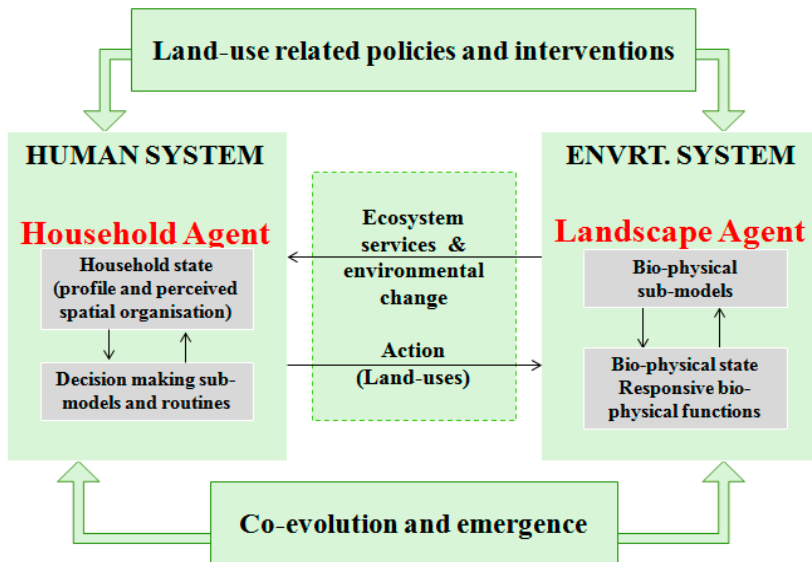 Land-use related policies and interventions
HUMAN SYSTEM
Household Agent
Household state
(profile and perceived
spatial organisation)
Decision making sub-
models and routines
Ecosystem
services &
environmental
change
Action
(Land-uses)
ENVRT. SYSTEM
Landscape Agent
Bio-physical
sub-models
Bio-physical state
Responsive bio-
physical functions
Co-evolution and emergence